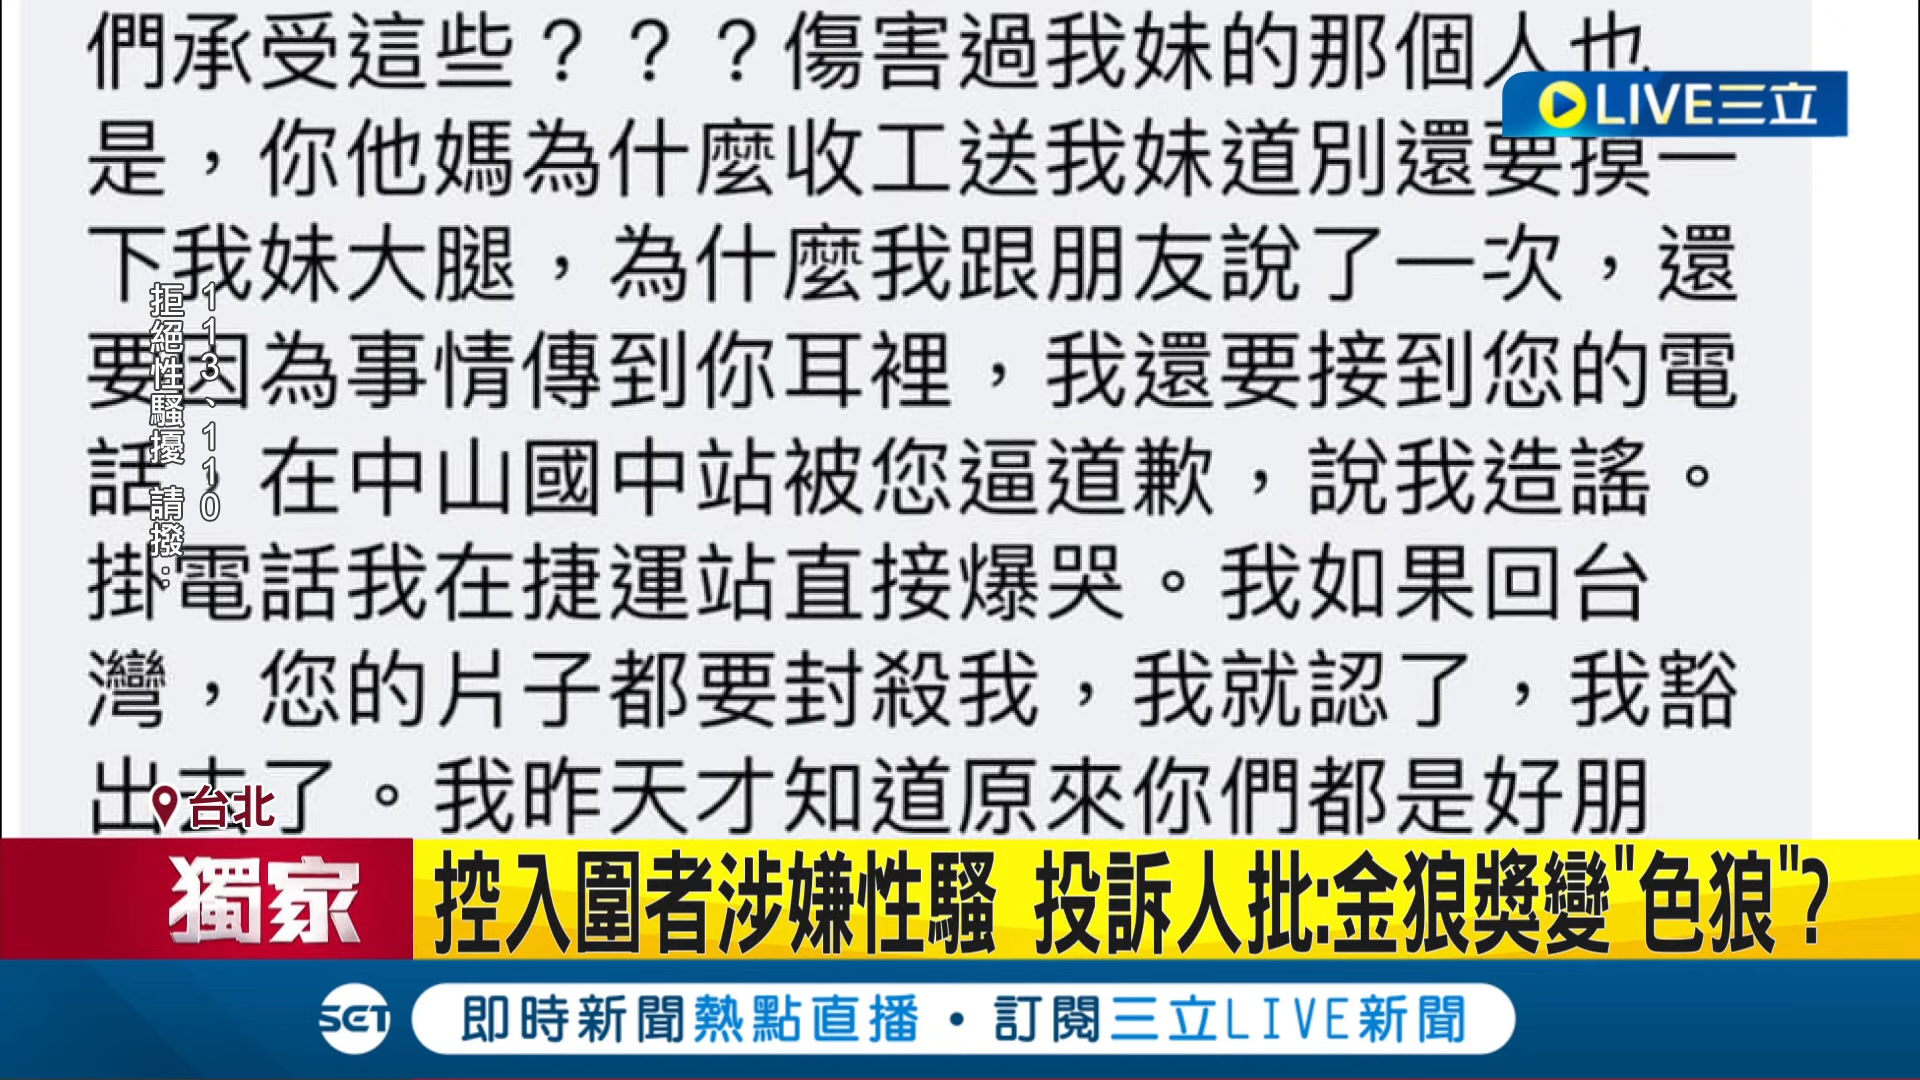 們承受這些？？？傷害過我妹的那個人也
是，你他媽為什麼收工送我妹道別還要摸一
下我妹大腿，為什麼我跟朋友說了一次，還
要因為事情傳到你耳裡，我還要接到您的電
話，在中山國中站被您逼道歉，說我造謠。
掛電話我在捷運站直接爆哭。我如果回台
灣，您的片子都要封殺我，我就認了，我豁
出去了。我昨天才知道原來你們都是好朋
LIVE三立
拒絕性騷擾 請撥：
113、110
台北
獨家
控入圍者涉嫌性騷 投訴人批:金狼獎變"色狼"?
SET
即時新聞熱點直播・訂閱三立LIVE新聞